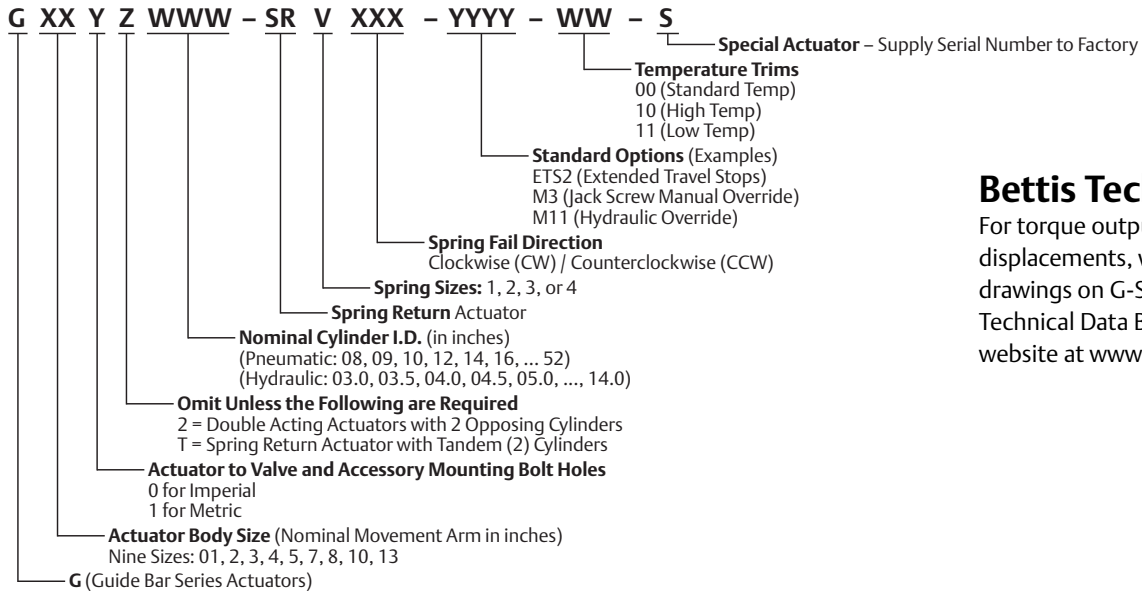 G XX Y Z WWW – SR V XXX – YYYY – WW – S
Special Actuator – Supply Serial Number to Factory
Temperature Trims
00 (Standard Temp)
10 (High Temp)
11 (Low Temp)
Standard Options (Examples)
ETS2 (Extended Travel Stops)
M3 (Jack Screw Manual Override)
M11 (Hydraulic Override)
Spring Fail Direction
Clockwise (CW) / Counterclockwise (CCW)
Spring Sizes: 1, 2, 3, or 4
Spring Return Actuator
Nominal Cylinder I.D. (in inches)
(Pneumatic: 08, 09, 10, 12, 14, 16, ... 52)
(Hydraulic: 03.0, 03.5, 04.0, 04.5, 05.0, ..., 14.0)
Omit Unless the Following are Required
2 = Double Acting Actuators with 2 Opposing Cylinders
T = Spring Return Actuator with Tandem (2) Cylinders
Actuator to Valve and Accessory Mounting Bolt Holes
0 for Imperial
1 for Metric
Actuator Body Size (Nominal Movement Arm in inches)
Nine Sizes: 01, 2, 3, 4, 5, 7, 8, 10, 13
G (Guide Bar Series Actuators)
Bettis Tec
For torque outp
displacements,
drawings on G-S
Technical Data
website at www